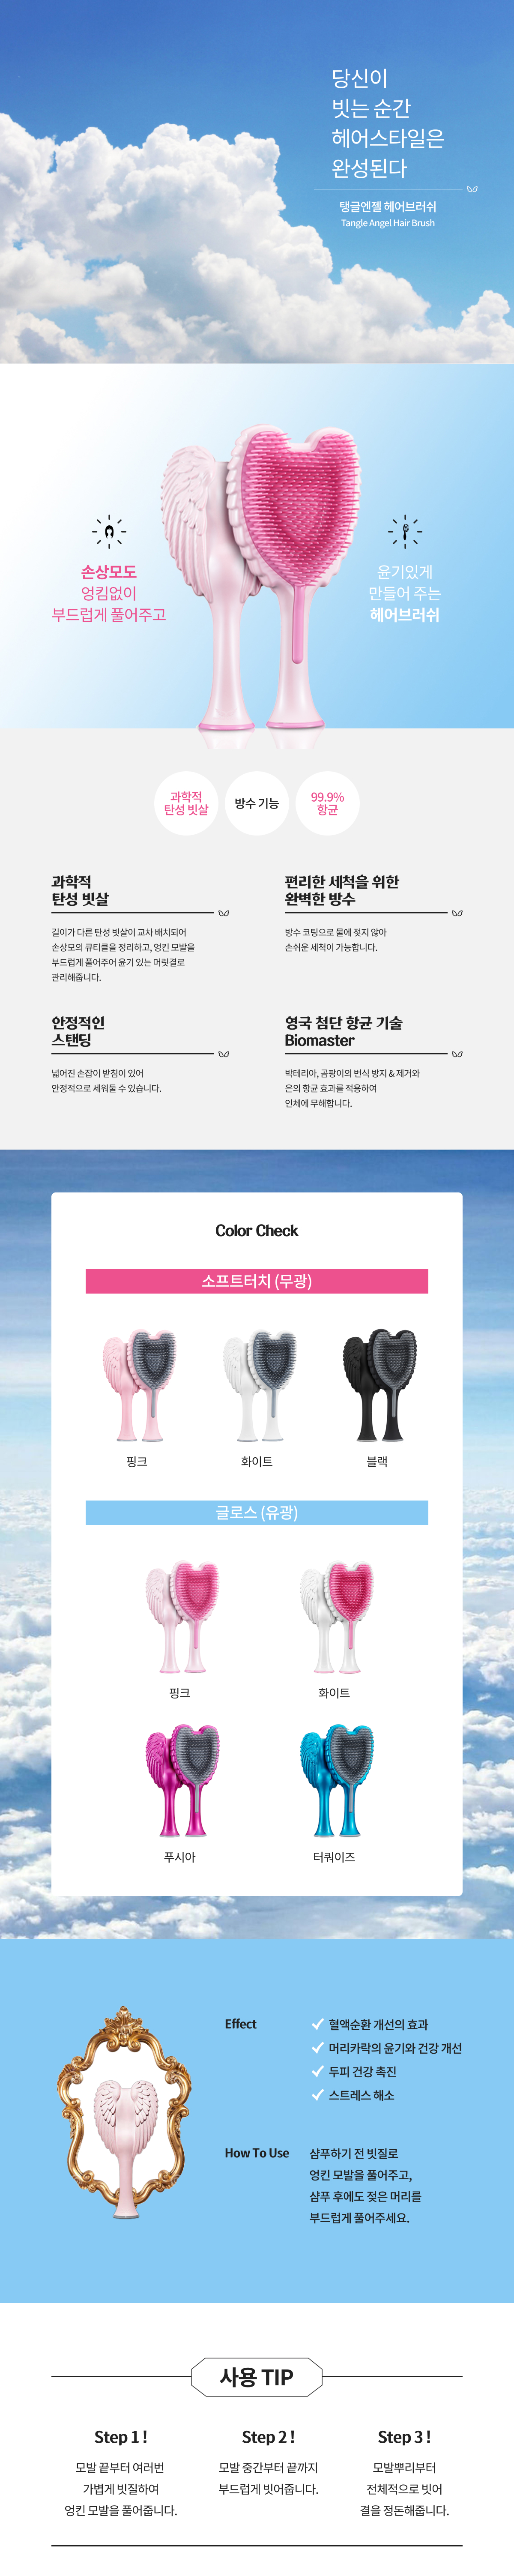 당신이
빗는 순간
헤어스타일은
완성된다
탱글엔젤 헤어브러쉬
Tangle Angel Hair Brush
손상모도
엉킴없이
부드럽게 풀어주고
윤기있게
만들어 주는
헤어브러쉬
과학적
탄성 빗살
방수 기능
99.9%
항균
과학적
탄성 빗살
길이가 다른 탄성 빗살이 교차 배치되어
손상모의 큐티클을 정리하고, 엉킨 모발을
부드럽게 풀어주어 윤기 있는 머릿결로
관리해줍니다.
편리한 세척을 위한
완벽한 방수
방수 코팅으로 물에 젖지 않아
손쉬운 세척이 가능합니다.
안정적인
스탠딩
넓어진 손잡이 받침이 있어
안정적으로 세워둘 수 있습니다.
영국 첨단 항균 기술
Biomaster
박테리아, 곰팡이의 번식 방지 & 제거와
은의 항균 효과를 적용하여
인체에 무해합니다.
Color Check
소프트터치 (무광)
핑크
화이트
블랙
글로스 (유광)
핑크
화이트
푸시아
터쿼이즈
Effect
혈액순환 개선의 효과
머리카락의 윤기와 건강 개선
두피 건강 촉진
스트레스 해소
How To Use
샴푸하기 전 빗질로
엉킨 모발을 풀어주고,
샴푸 후에도 젖은 머리를
부드럽게 풀어주세요.
사용 TIP
Step 1 !
모발 끝부터 여러번
가볍게 빗질하여
엉킨 모발을 풀어줍니다.
Step 2 !
모발 중간부터 끝까지
부드럽게 빗어줍니다.
Step 3 !
모발뿌리부터
전체적으로 빗어
결을 정돈해줍니다.